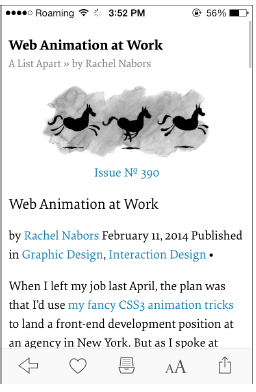 Roaming 3:52 PM 56%
Web Animation at Work
A List Apart » by Rachel Nabors
Issue Nº 390
Web Animation at Work
by Rachel Nabors February 11, 2014 Published
in Graphic Design, Interaction Design •
When I left my job last April, the plan was
that I'd use my fancy CSS3 animation tricks
to land a front-end development position at
an agency in New York. But as I spoke at
AA